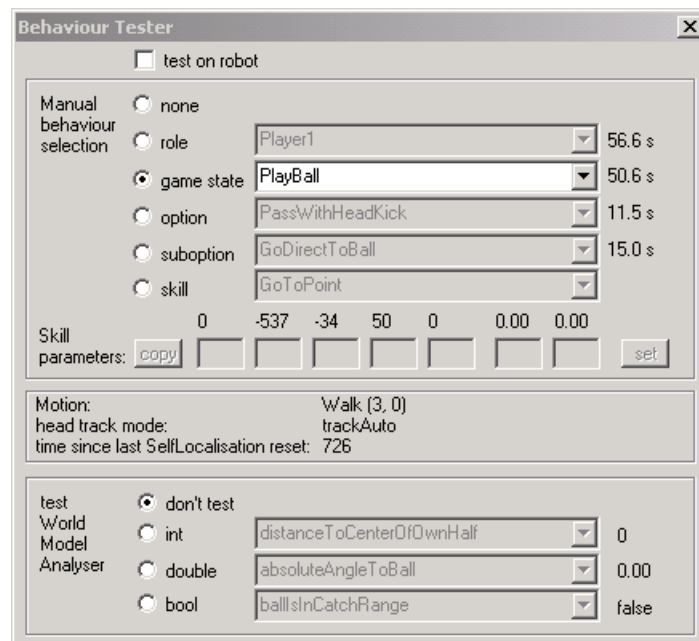 Behaviour Tester
test on robot
Manual behaviour selection
none
role Player1 56.6 s
game state PlayBall 50.6 s
option PassWithHeadKick 11.5 s
suboption GoDirectToBall 15.0 s
skill GoToPoint
0 -537 -34 50 0 0.00 0.00
Skill parameters: copy set
Motion: Walk (3, 0)
head track mode: trackAuto
time since last SelfLocalisation reset: 726
test World Model Analyser
don't test
int distanceToCenterOfOwnHalf 0
double absoluteAngleToBall 0.00
bool ballIsInCatchRange false